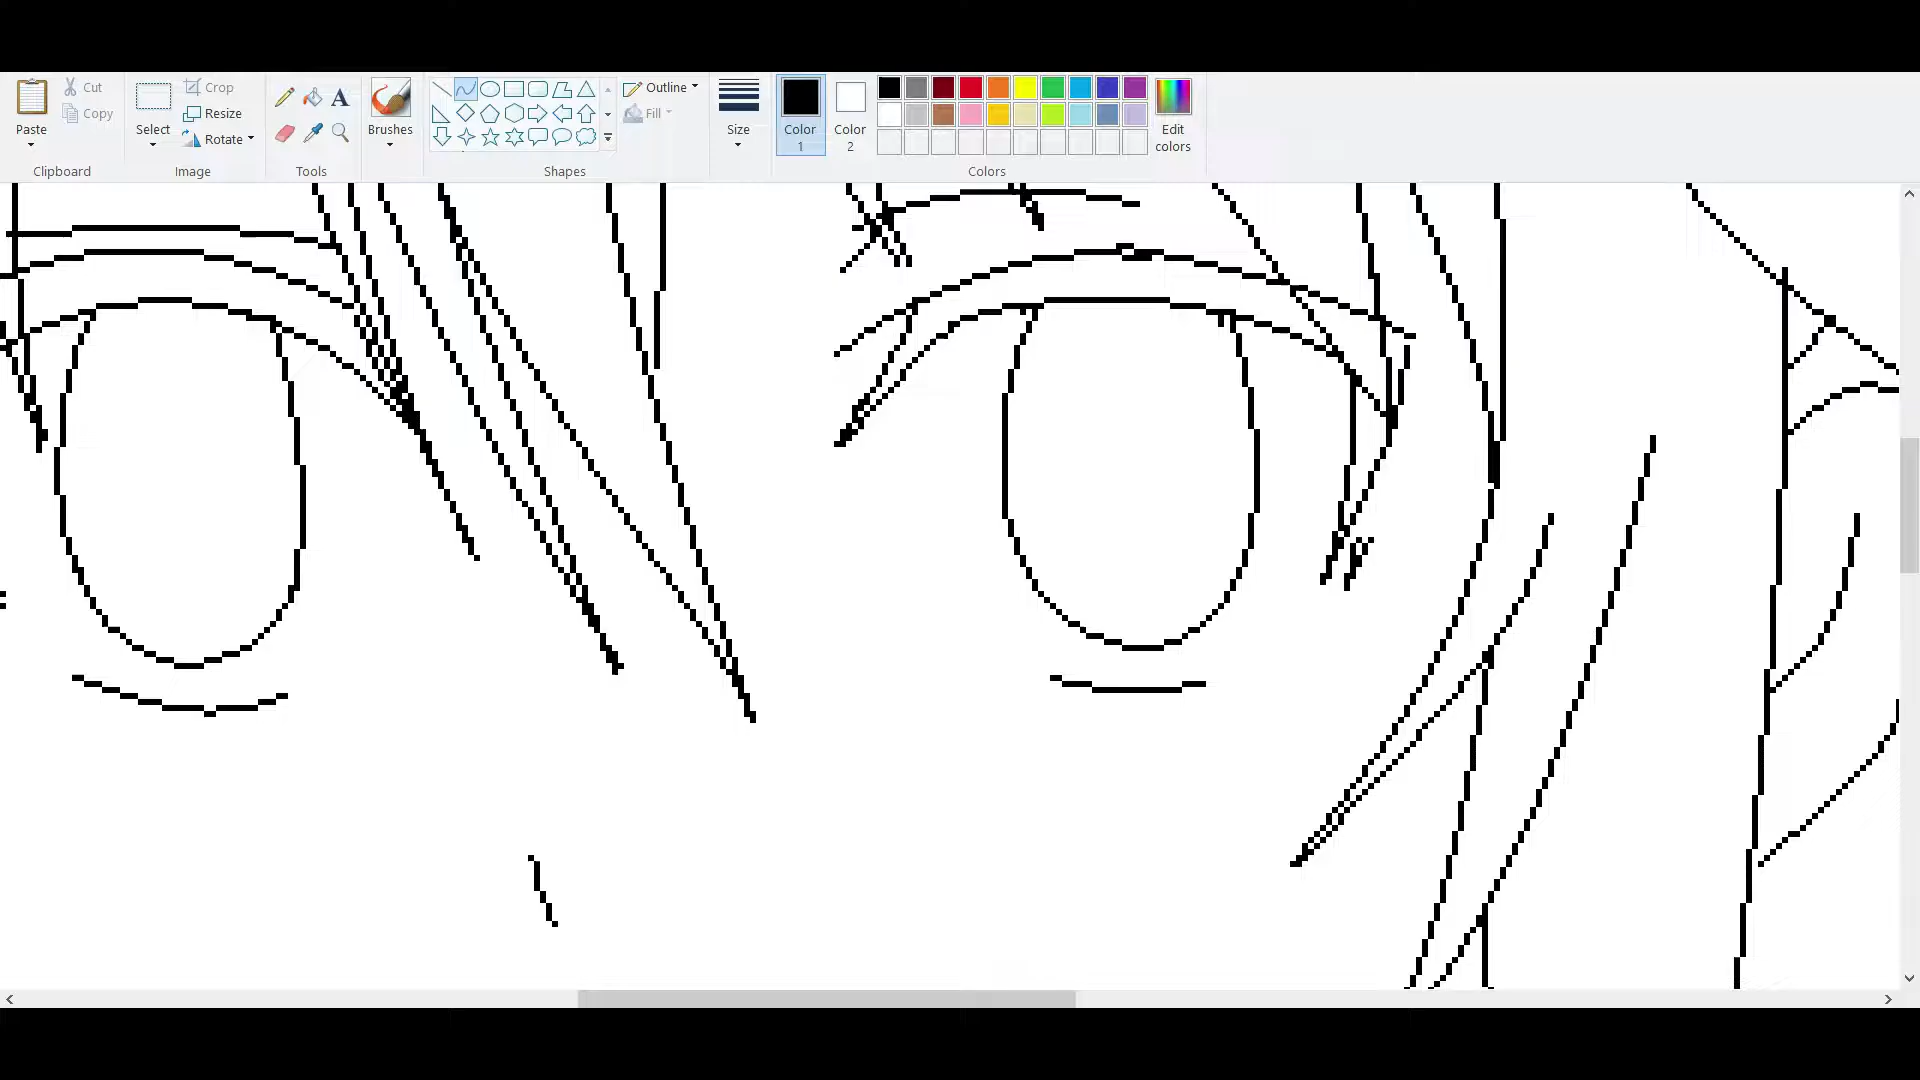 Cut
Crop
Outline
Copy
Resize
Fill
A
Rotate
Paste
Select
Brushes
Size
Color
1
Color
2
Edit
colors
Clipboard
Image
Tools
Shapes
Colors